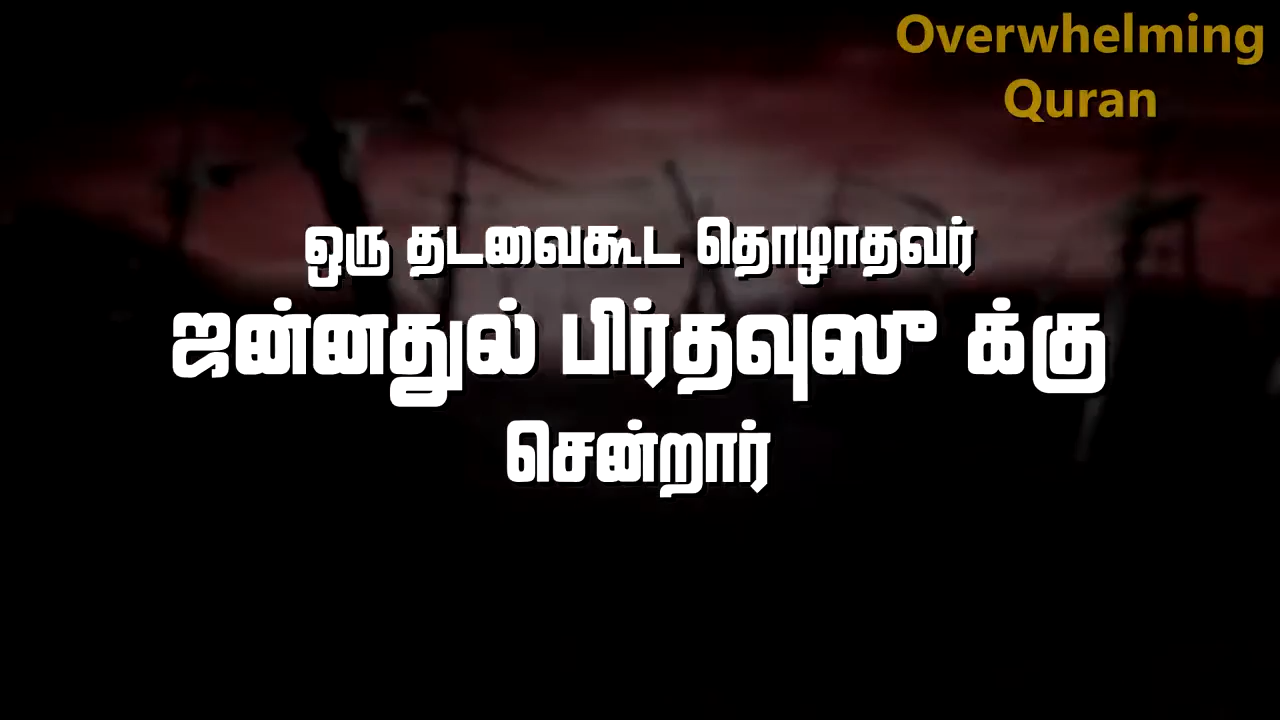 Overwhelming
Quran
ஒரு தடவைகூட தொழாதவர்
ஜன்னதுல் பிர்தவுஸு க்கு
சென்றார்